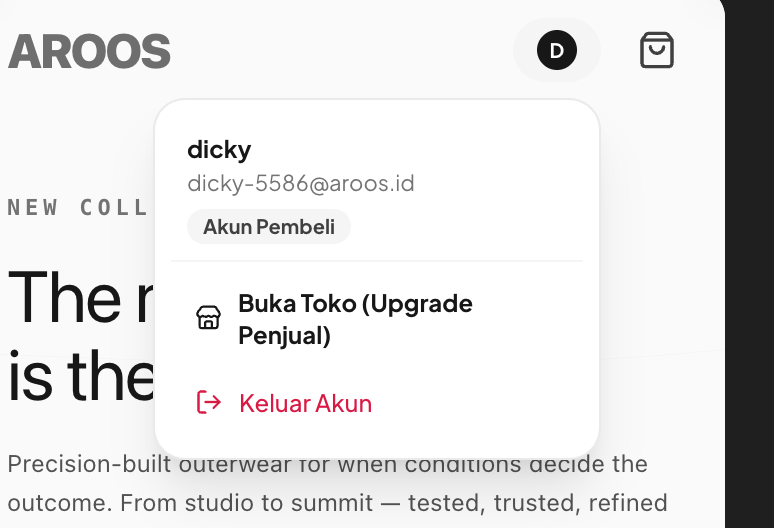 AROOS
D
dicky
dicky-5586@aroos.id
Akun Pembeli
NEW COLL
Buka Toko (Upgrade
Penjual)
The
is the
Keluar Akun
Precision-built outerwear for when conditions decide the
outcome. From studio to summit — tested, trusted, refined